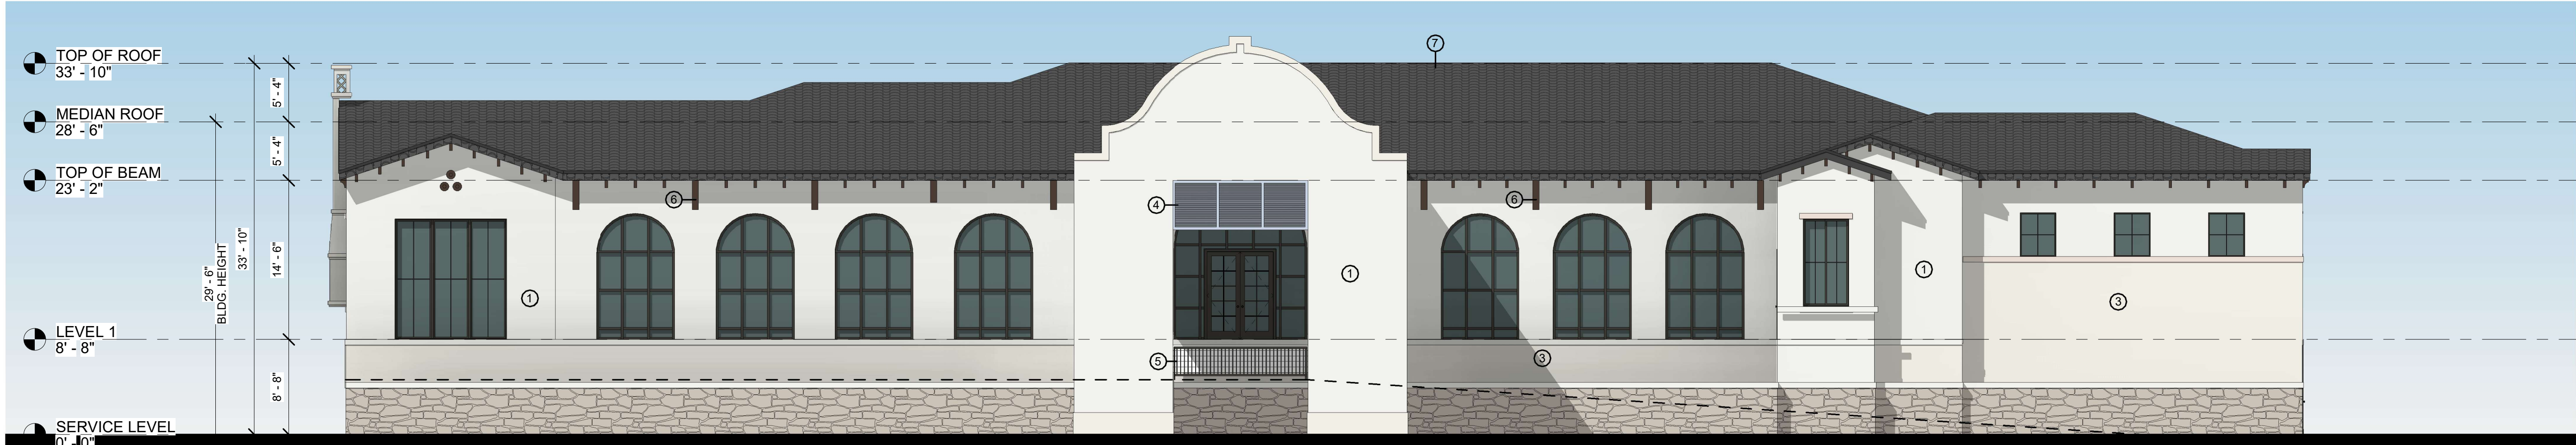 TOP OF ROOF
33' - 10"
MEDIAN ROOF
28' - 6"
TOP OF BEAM
23' - 2"
LEVEL 1
8' - 8"
SERVICE LEVEL
0' - 0"
29' - 6"
BLDG. HEIGHT
33' - 10"
5' - 4"
5' - 4"
14' - 6"
8' - 8"
7
6
6
4
1
1
1
3
5
3